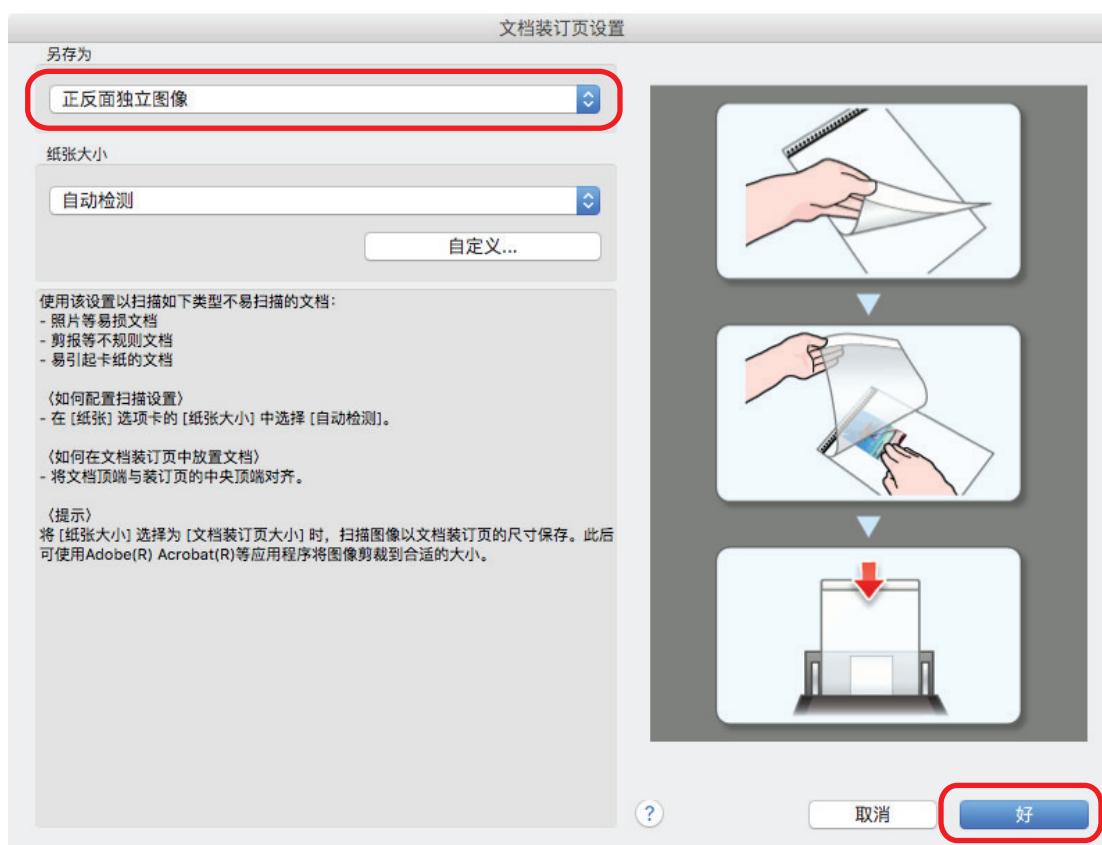 文档装订页设置
另存为
正反面独立图像
纸张大小
自动检测
自定义...
使用该设置以扫描如下类型不易扫描的文档：
- 照片等易损文档
- 剪报等不规则文档
- 易引起卡纸的文档
〈如何配置扫描设置〉
- 在 [纸张] 选项卡的 [纸张大小] 中选择 [自动检测]。
〈如何在文档装订页中放置文档〉
- 将文档顶端与装订页的中央顶端对齐。
〈提示〉
将 [纸张大小] 选择为 [文档装订页大小] 时，扫描图像以文档装订页的尺寸保存。此后
可使用Adobe(R) Acrobat(R)等应用程序将图像剪裁到合适的大小。
?
取消
好